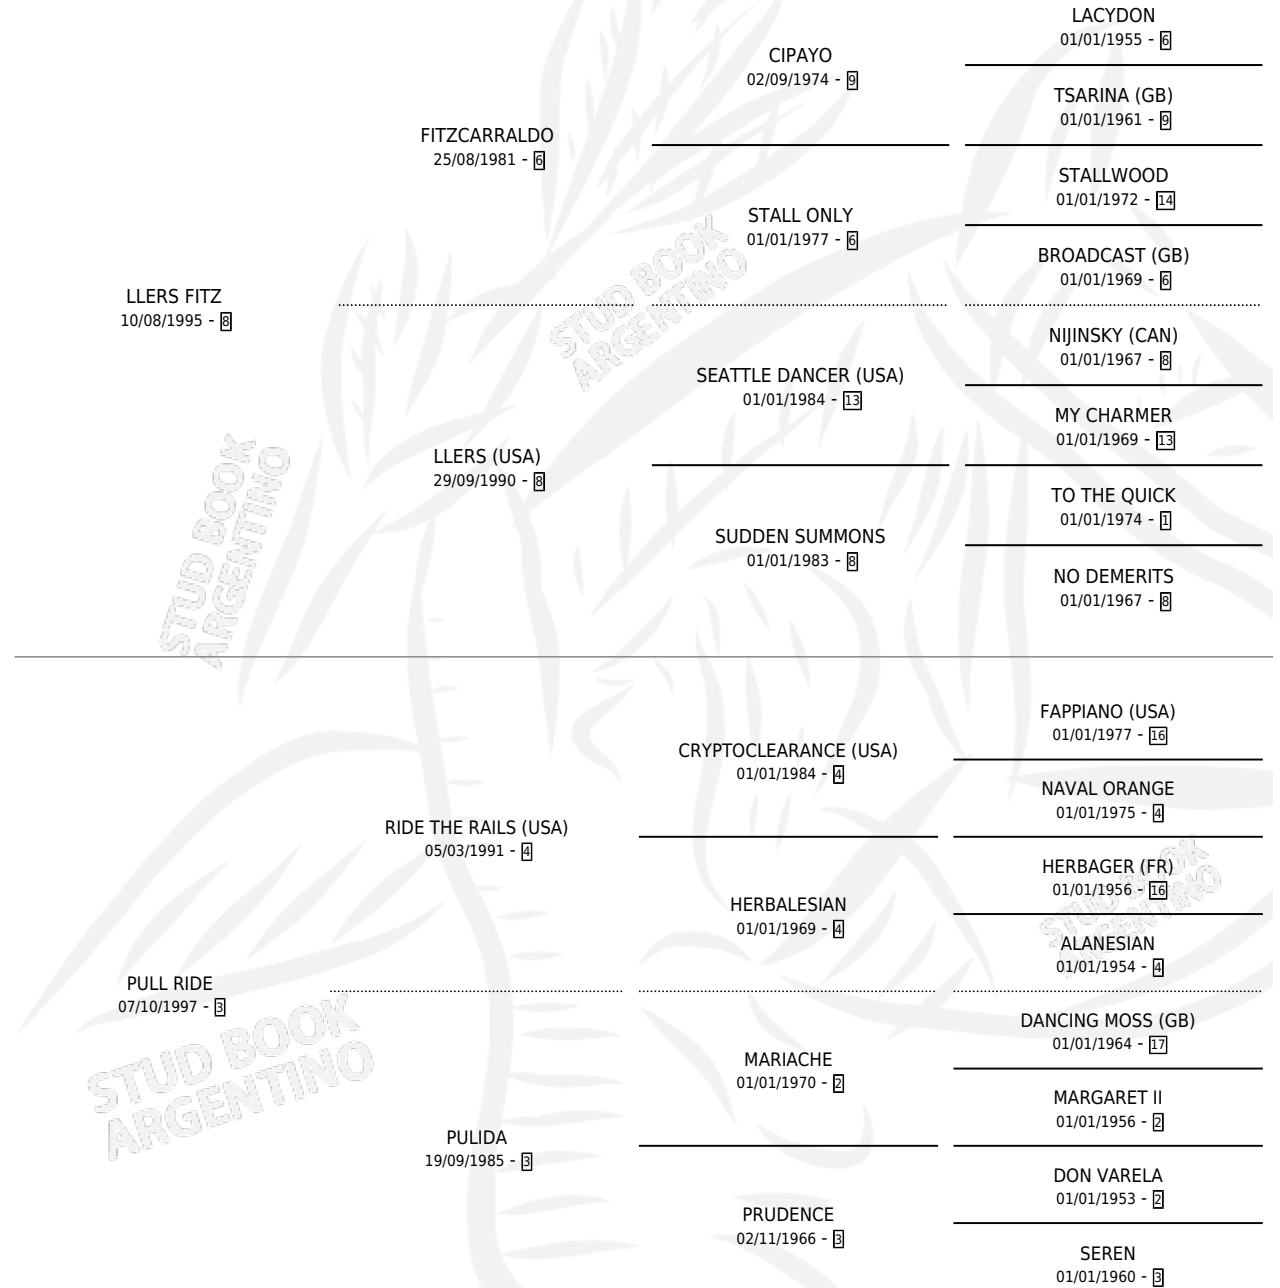 LACYDON
01/01/1955 - 6
CIPAYO
02/09/1974 - 9
TSARINA (GB)
01/01/1961 - 9
FITZCARRALDO
25/08/1981 - 6
STALLWOOD
01/01/1972 - 14
STALL ONLY
01/01/1977 - 6
BROADCAST (GB)
01/01/1969 - 6
LLERS FITZ
10/08/1995 - 8
STUD BOOK
ARGENTINO
NIJINSKY (CAN)
01/01/1967 - 8
SEATTLE DANCER (USA)
01/01/1984 - 13
MY CHARMER
01/01/1969 - 13
LLERS (USA)
29/09/1990 - 8
TO THE QUICK
01/01/1974 - 1
SUDDEN SUMMONS
01/01/1983 - 8
NO DEMERITS
01/01/1967 - 8
STUD BOOK
ARGENTINO
FAPPIANO (USA)
01/01/1977 - 16
CRYPTOCLEARANCE (USA)
01/01/1984 - 4
NAVAL ORANGE
01/01/1975 - 4
RIDE THE RAILS (USA)
05/03/1991 - 4
HERBAGER (FR)
01/01/1956 - 16
HERBALESIAN
01/01/1969 - 4
STUD BOOK
ARGENTINO
ALANESIAN
01/01/1954 - 4
PULL RIDE
07/10/1997 - 3
DANCING MOSS (GB)
01/01/1964 - 17
MARIACHE
01/01/1970 - 2
MARGARET II
01/01/1956 - 2
STUD BOOK
ARGENTINO
PULIDA
19/09/1985 - 3
DON VARELA
01/01/1953 - 2
PRUDENCE
02/11/1966 - 3
SEREN
01/01/1960 - 3